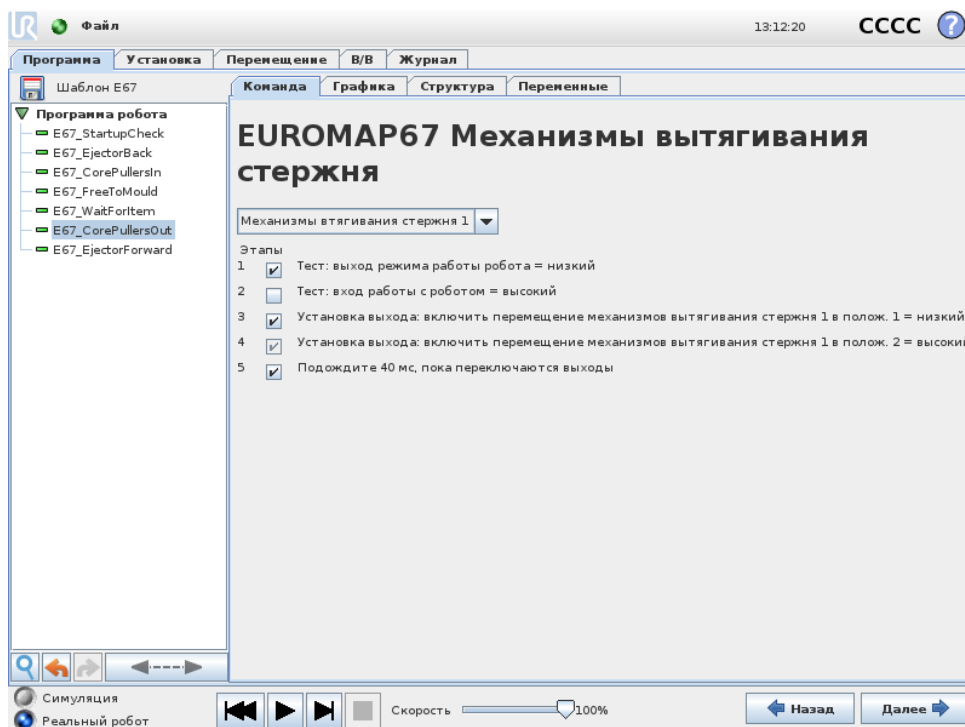 UR Файл 13:12:20 CCCC ?
Программа Установка Перемещение В/В Журнал
Шаблон E67
Команда Графика Структура Переменные
Программа робота
E67_StartupCheck
E67_EjectorBack
E67_CorePullersIn
E67_FreeToMould
E67_WaitForItem
E67_CorePullersOut
E67_EjectorForward
EUROMAP67 Механизмы вытягивания
стержня
Механизмы втягивания стержня 1
Этапы
1 Тест: выход режима работы робота = низкий
2 Тест: вход работы с роботом = высокий
3 Установка выхода: включить перемещение механизмов вытягивания стержня 1 в полож. 1 = низкий
4 Установка выхода: включить перемещение механизмов вытягивания стержня 1 в полож. 2 = высоки
5 Подождите 40 мс, пока переключаются выходы
Симуляция
Реальный робот
Скорость 100%
Назад Далее